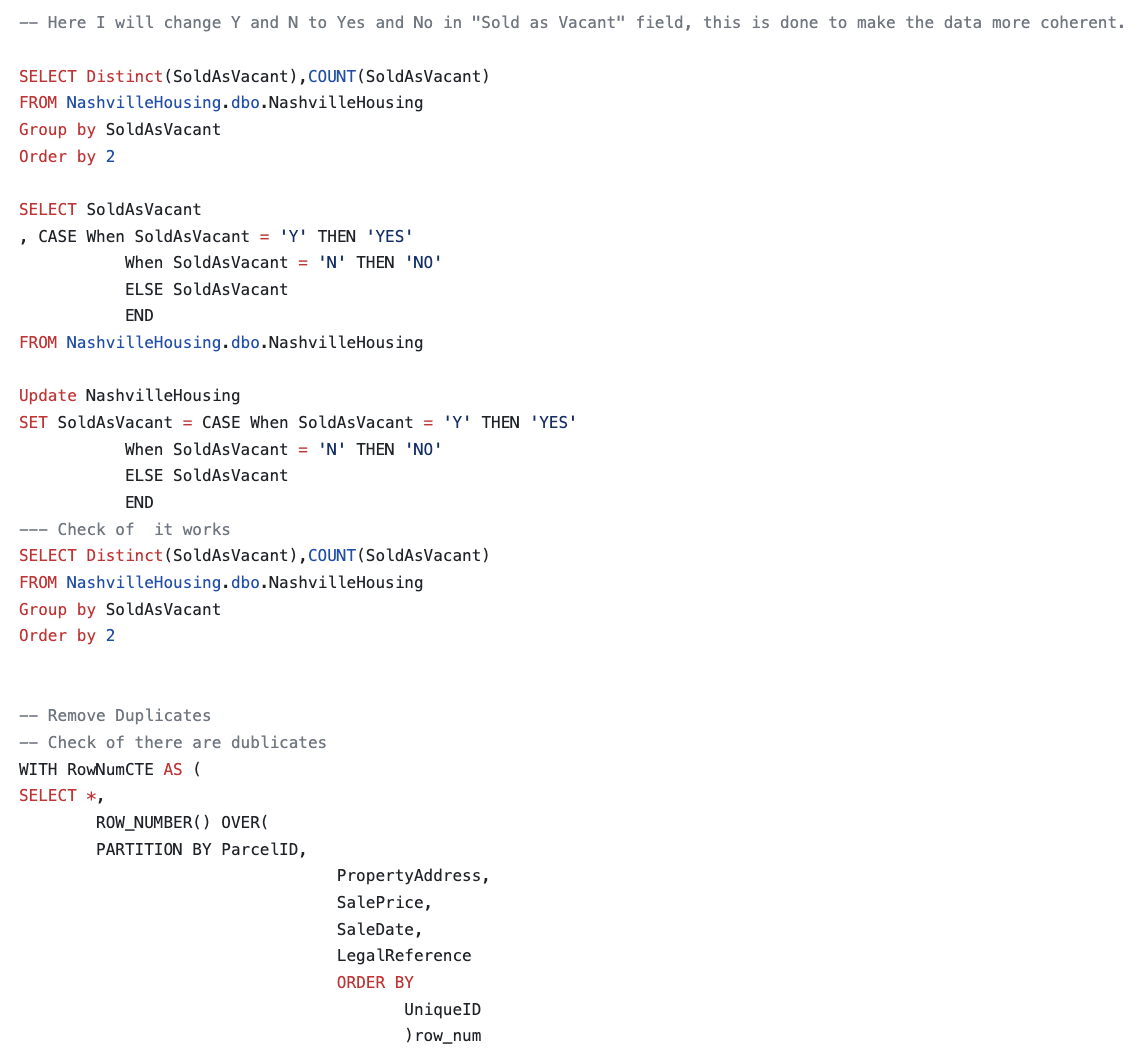 -- Here I will change Y and N to Yes and No in "Sold as Vacant" field, this is done to make the data more coherent.
SELECT Distinct(SoldAsVacant),COUNT(SoldAsVacant)
FROM NashvilleHousing.dbo.NashvilleHousing
Group by SoldAsVacant
Order by 2
SELECT SoldAsVacant
, CASE When SoldAsVacant = 'Y' THEN 'YES'
When SoldAsVacant = 'N' THEN 'NO'
ELSE SoldAsVacant
END
FROM NashvilleHousing.dbo.NashvilleHousing
Update NashvilleHousing
SET SoldAsVacant = CASE When SoldAsVacant = 'Y' THEN 'YES'
When SoldAsVacant = 'N' THEN 'NO'
ELSE SoldAsVacant
END
--- Check of  it works
SELECT Distinct(SoldAsVacant),COUNT(SoldAsVacant)
FROM NashvilleHousing.dbo.NashvilleHousing
Group by SoldAsVacant
Order by 2
-- Remove Duplicates
-- Check of there are dublicates
WITH RowNumCTE AS (
SELECT *,
ROW_NUMBER() OVER(
PARTITION BY ParcelID,
PropertyAddress,
SalePrice,
SaleDate,
LegalReference
ORDER BY
UniqueID
)row_num